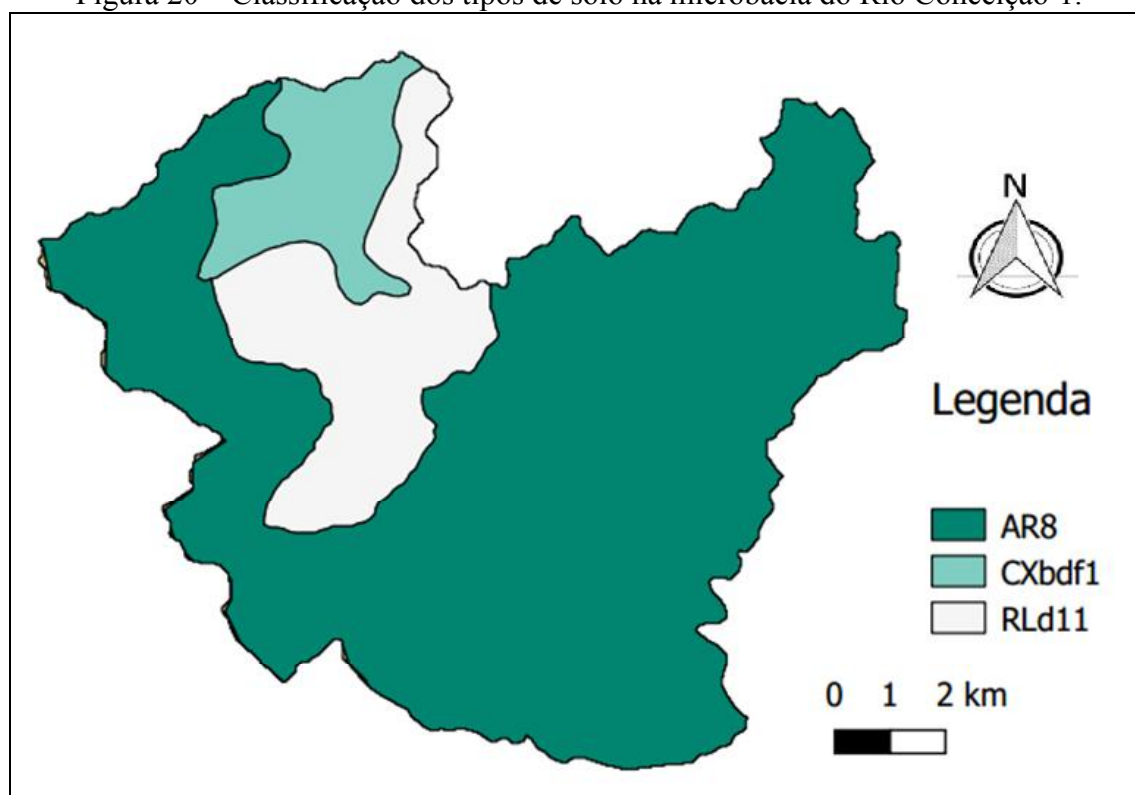 Figura 20 – Classificação dos tipos de solo na microbacia do Rio Conceição 1.
N
Legenda
AR8
CXbdf1
RLd11
0 1 2 km